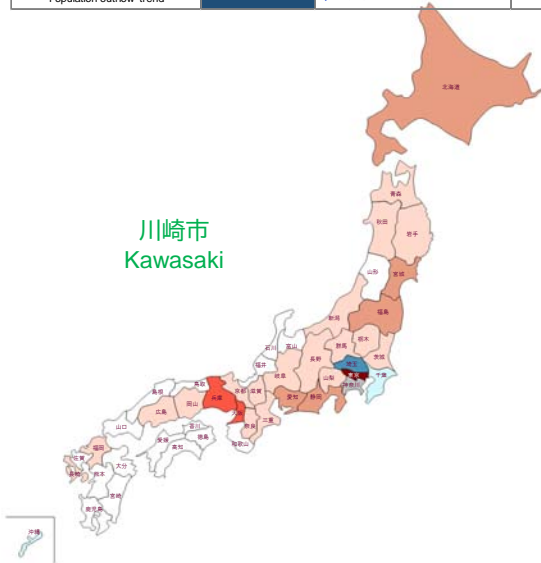 Population outflow trend
北海道
青森
秋田
岩手
川崎市
Kawasaki
山形
宮城
福島
新潟
石川
富山
群馬
栃木
茨城
福井
長野
埼玉
岐阜
山梨
東京
千葉
神奈川
鳥取
島根
京都
滋賀
兵庫
愛知
静岡
岡山
広島
大阪
三重
奈良
山口
香川
徳島
和歌山
愛媛
高知
福岡
佐賀
大分
長崎
熊本
宮崎
鹿児島
沖縄